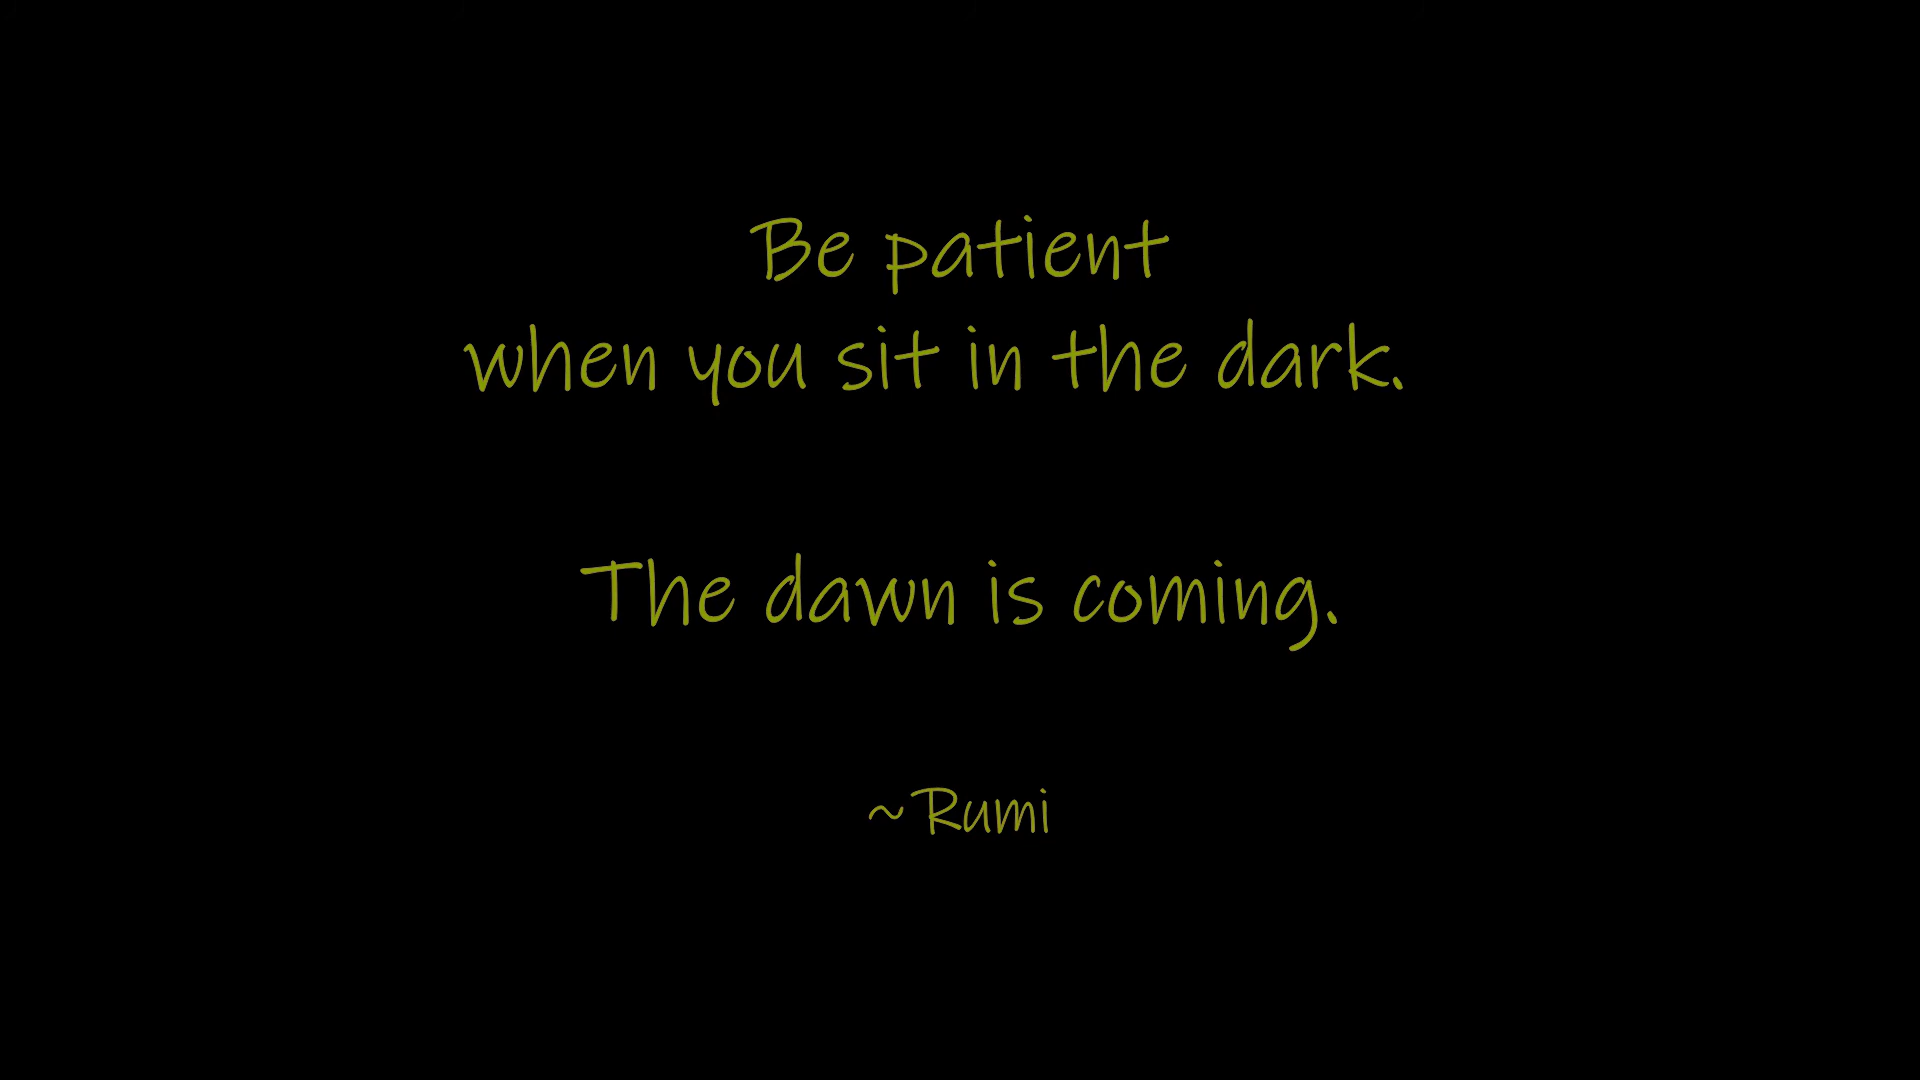 Be patient
when you sit in the dark.
The dawn is coming.
~Rumi